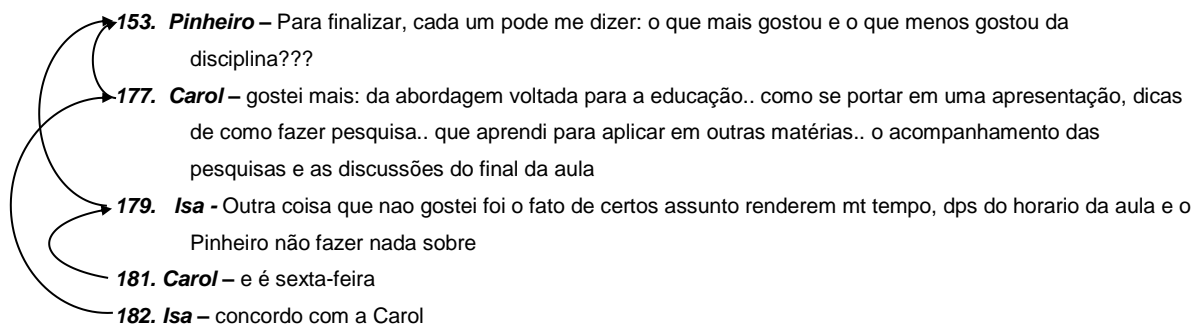 153. Pinheiro – Para finalizar, cada um pode me dizer: o que mais gostou e o que menos gostou da
disciplina???
177. Carol – gostei mais: da abordagem voltada para a educação.. como se portar em uma apresentação, dicas
de como fazer pesquisa.. que aprendi para aplicar em outras matérias.. o acompanhamento das
pesquisas e as discussões do final da aula
179. Isa - Outra coisa que nao gostei foi o fato de certos assunto renderem mt tempo, dps do horario da aula e o
Pinheiro não fazer nada sobre
181. Carol – e é sexta-feira
182. Isa – concordo com a Carol